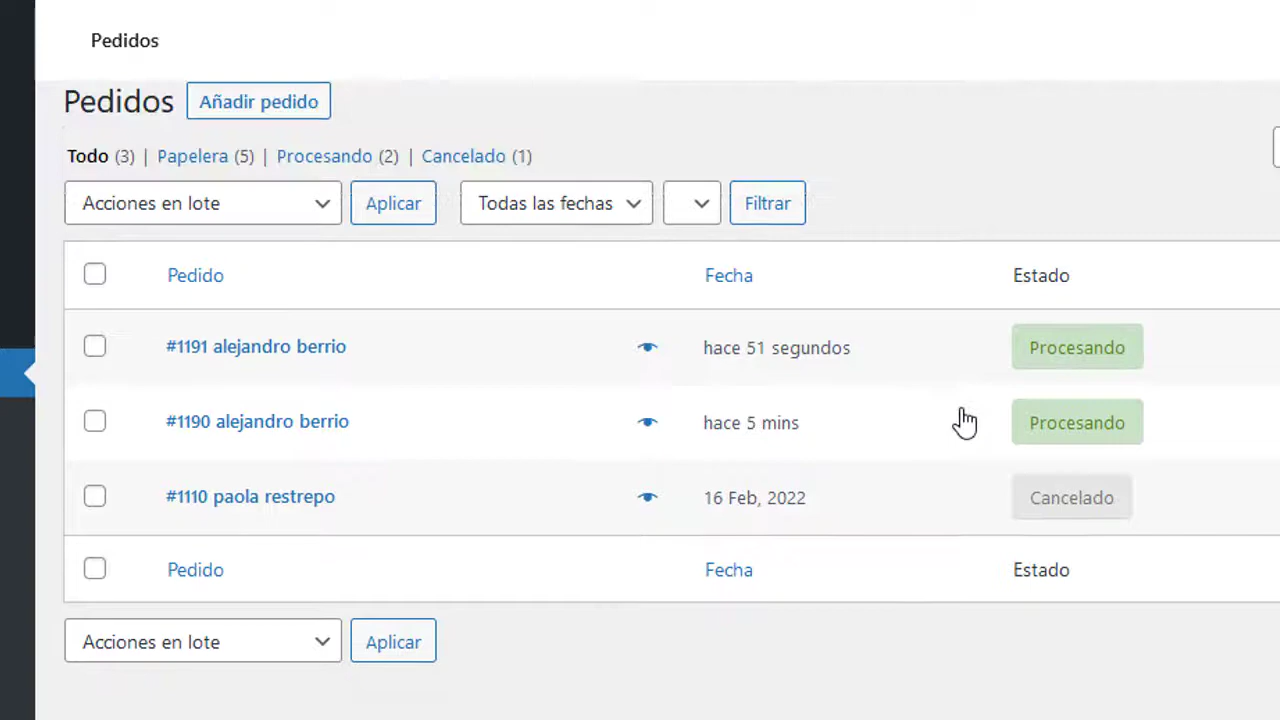 Pedidos
Pedidos Añadir pedido
Todo (3) | Papelera (5) | Procesando (2) | Cancelado (1)
Acciones en lote Aplicar Todas las fechas Filtrar
Pedido Fecha Estado
#1191 alejandro berrio hace 51 segundos Procesando
#1190 alejandro berrio hace 5 mins Procesando
#1110 paola restrepo 16 Feb, 2022 Cancelado
Pedido Fecha Estado
Acciones en lote Aplicar